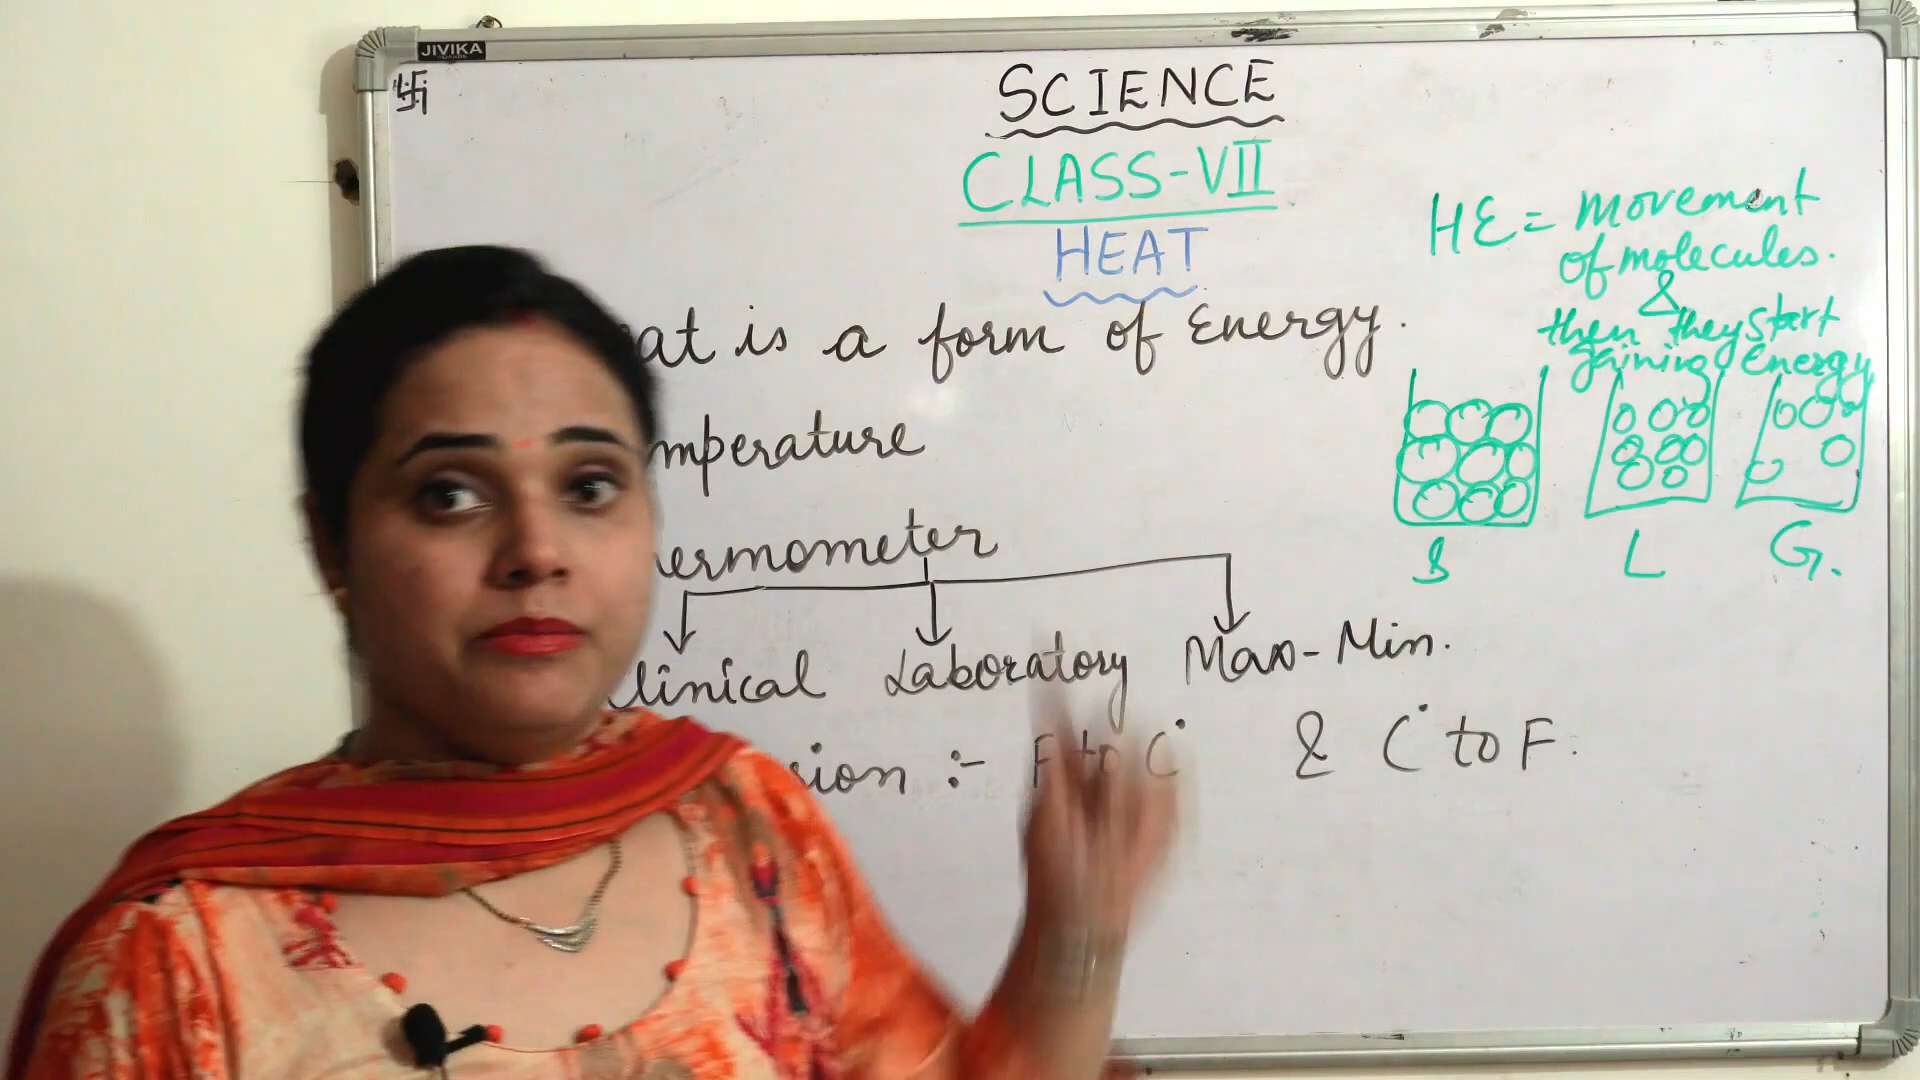 JIVIKA
SCIENCE
CLASS-VII
HEAT
at is a form of Energy.
mperature
ermometer
linical Laboratory Max-Min.
sion :- F to C° & C° to F.
HE = movement
of molecules.
&
then they start
gaining energy
S L G.